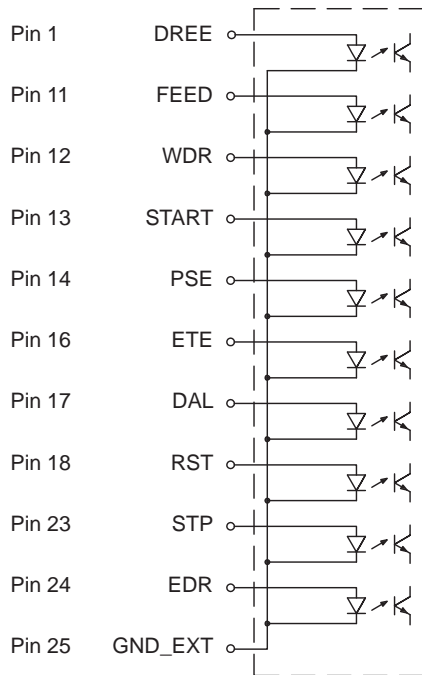 Pin 1 DREE
Pin 11 FEED
Pin 12 WDR
Pin 13 START
Pin 14 PSE
Pin 16 ETE
Pin 17 DAL
Pin 18 RST
Pin 23 STP
Pin 24 EDR
Pin 25 GND_EXT